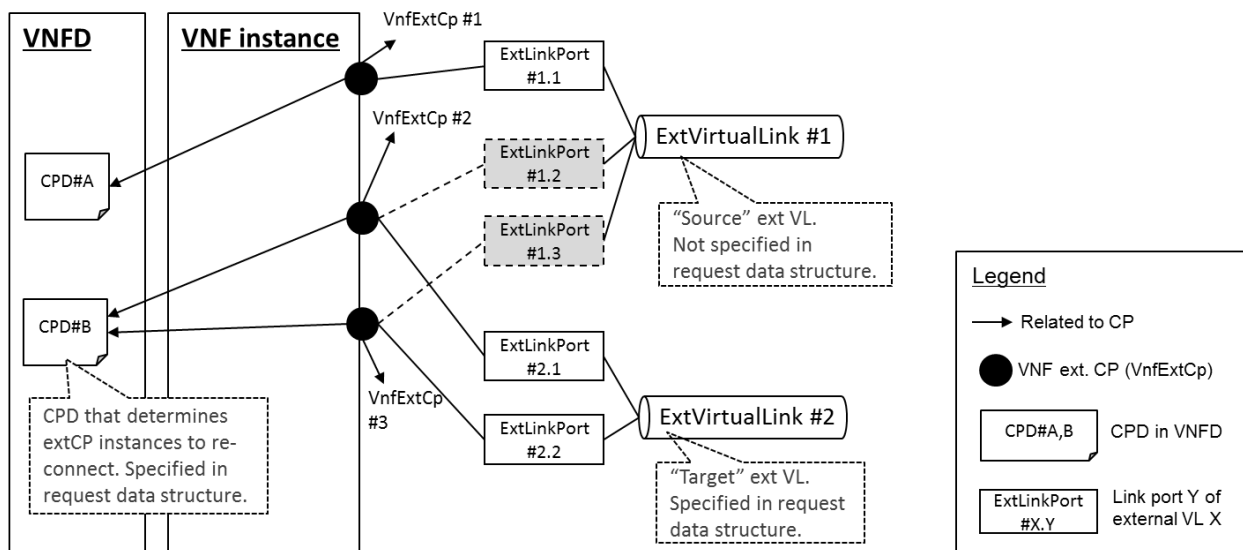 VNFD
VNF instance
VnfExtCp #1
ExtLinkPort
#1.1
VnfExtCp #2
ExtVirtualLink #1
ExtLinkPort
#1.2
CPD#A
“Source” ext VL.
Not specified in
request data structure.
ExtLinkPort
#1.3
CPD#B
ExtLinkPort
#2.1
VnfExtCp
#3
CPD that determines
extCP instances to re-
connect. Specified in
request data structure.
ExtVirtualLink #2
ExtLinkPort
#2.2
“Target” ext VL.
Specified in request
data structure.
Legend
Related to CP
VNF ext. CP (VnfExtCp)
CPD#A,B
CPD in VNFD
ExtLinkPort
#X.Y
Link port Y of
external VL X